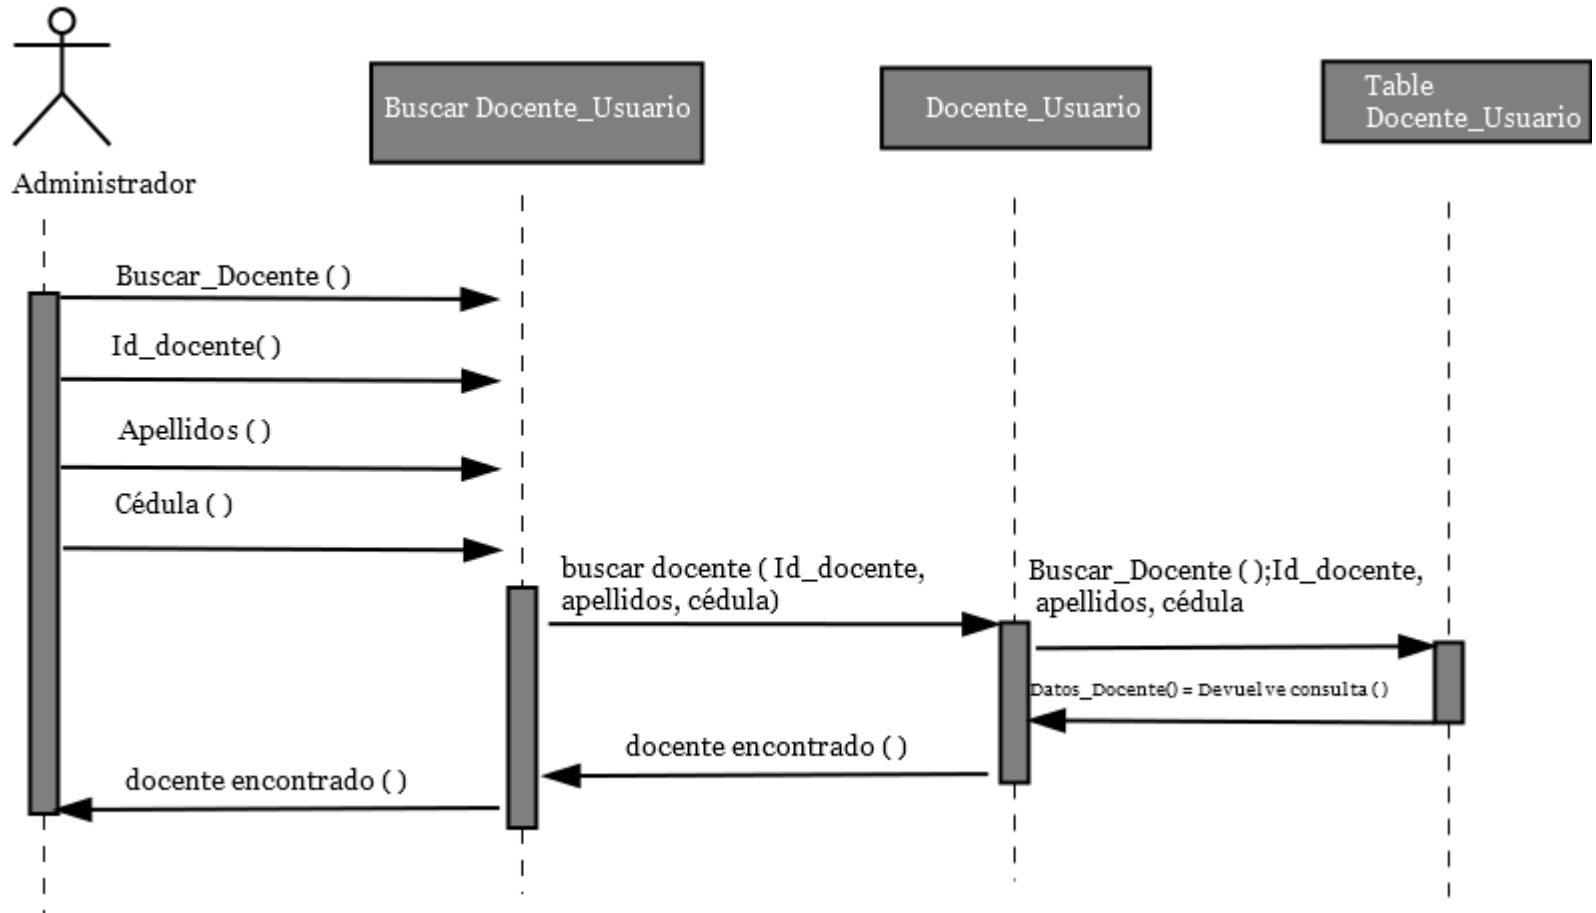 Buscar Docente_Usuario
Docente_Usuario
Table
Docente_Usuario
Administrador
Buscar_Docente ( )
Id_docente( )
Apellidos ( )
Cédula ( )
buscar docente ( Id_docente,
apellidos, cédula)
Buscar_Docente ( );Id_docente,
apellidos, cédula
Datos_Docente() = Devuelve consulta ( )
docente encontrado ( )
docente encontrado ( )